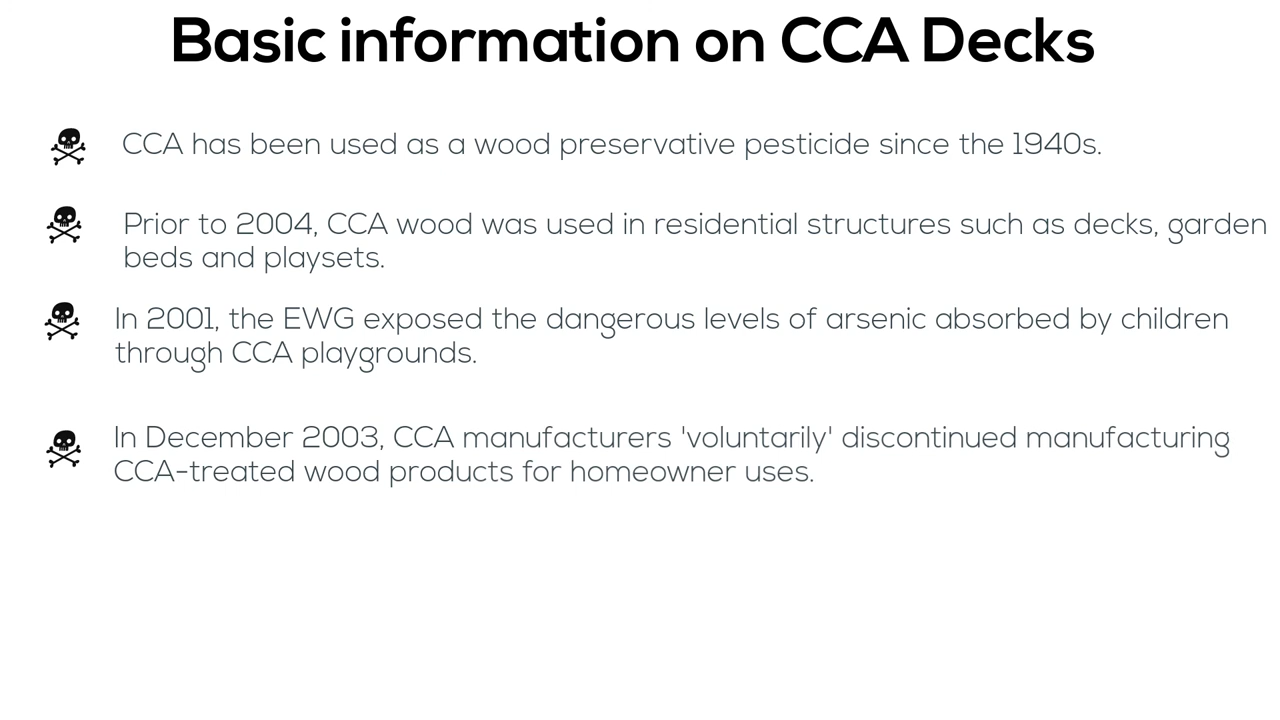 Basic information on CCA Decks
CCA has been used as a wood preservative pesticide since the 1940s.
Prior to 2004, CCA wood was used in residential structures such as decks, garden
beds and playsets.
In 2001, the EWG exposed the dangerous levels of arsenic absorbed by children
through CCA playgrounds.
In December 2003, CCA manufacturers 'voluntarily' discontinued manufacturing
CCA-treated wood products for homeowner uses.